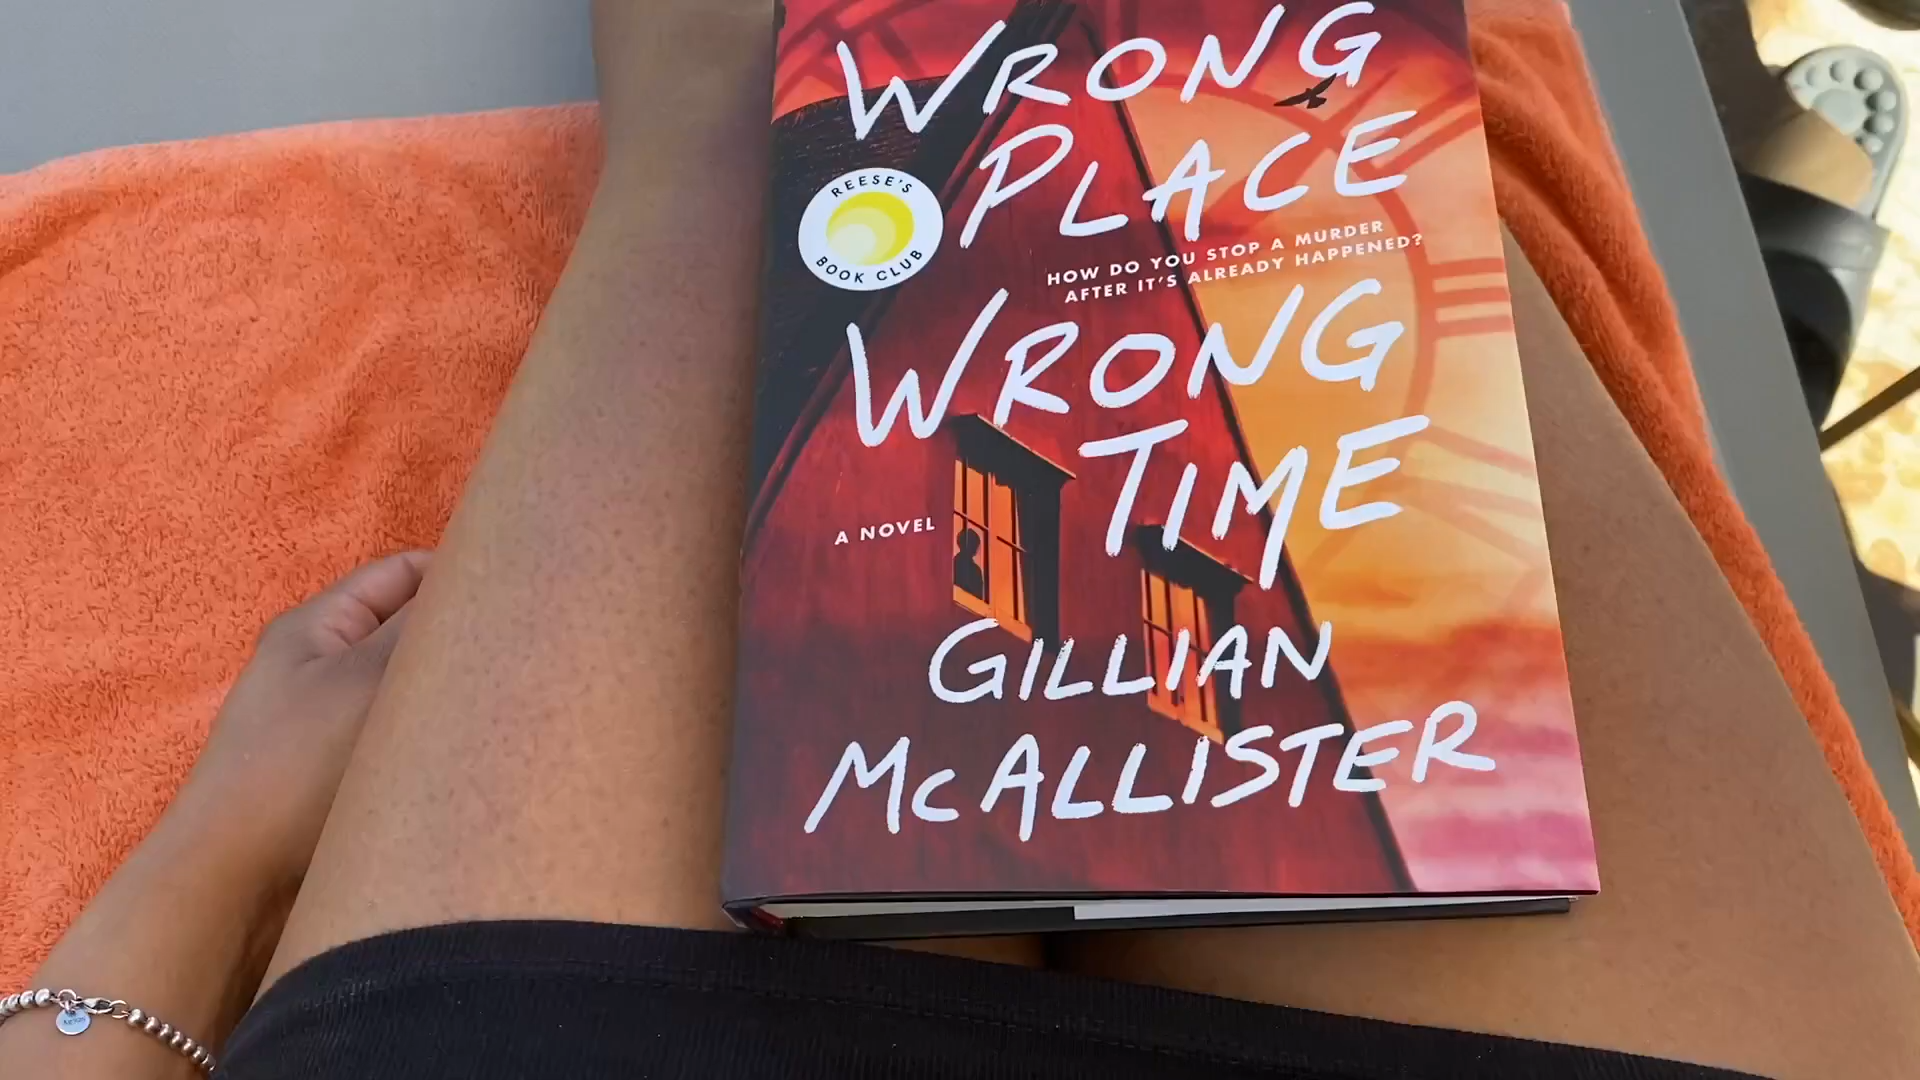 WRONG
PLACE
REESE'S
BOOK CLUB
HOW DO YOU STOP A MURDER
AFTER IT'S ALREADY HAPPENED?
WRONG
TIME
A NOVEL
GILLIAN
MCALLISTER